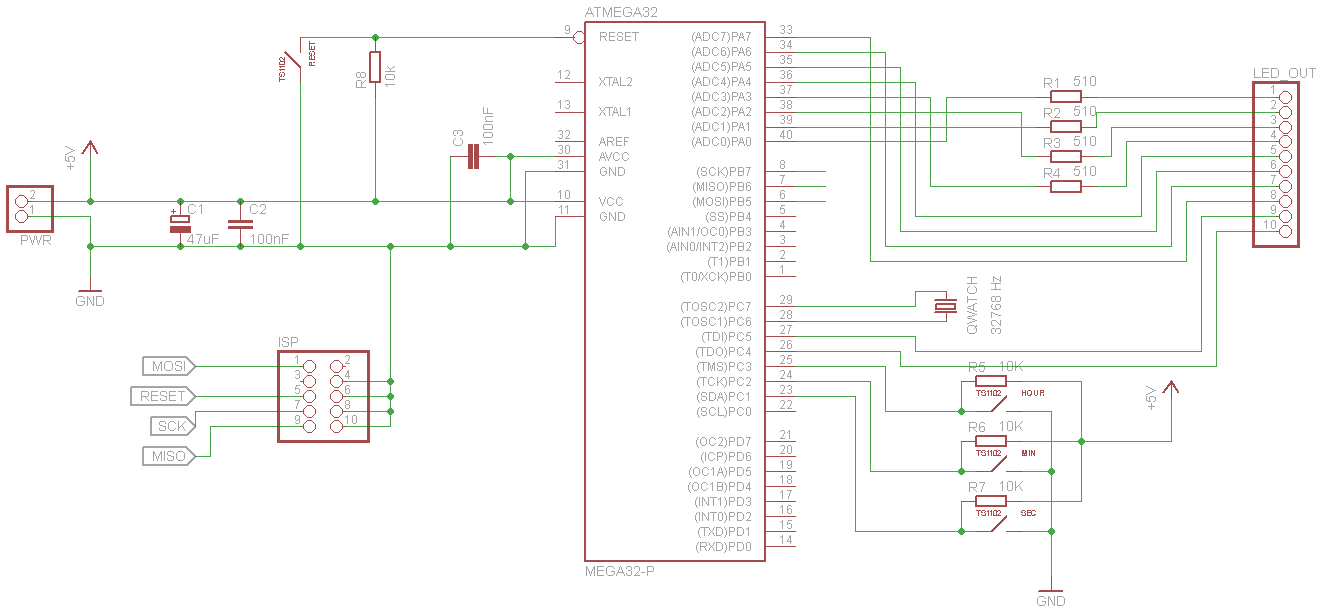 ATMEGA32
9 RESET
12 XTAL2
13 XTAL1
32 AREF
30 AVCC
31 GND
10 VCC
11 GND
(ADC7)PA7 33
(ADC6)PA6 34
(ADC5)PA5 35
(ADC4)PA4 36
(ADC3)PA3 37
(ADC2)PA2 38
(ADC1)PA1 39
(ADC0)PA0 40
(SCK)PB7 8
(MISO)PB6 7
(MOSI)PB5 6
(SS)PB4 5
(AIN1/OC0)PB3 4
(AIN0/INT2)PB2 3
(T1)PB1 2
(T0/XCK)PB0 1
(TOSC2)PC7 29
(TOSC1)PC6 28
(TDI)PC5 27
(TDO)PC4 26
(TMS)PC3 25
(TCK)PC2 24
(SDA)PC1 23
(SCL)PC0 22
(OC2)PD7 21
(ICP)PD6 20
(OC1A)PD5 19
(OC1B)PD4 18
(INT1)PD3 17
(INT0)PD2 16
(TXD)PD1 15
(RXD)PD0 14
MEGA32-P
TS1102
RESET
R8
10k
C3
100nF
+5V
2
1
PWR
+
C1
47uF
C2
100nF
GND
ISP
MOSI
RESET
SCK
MISO
1 2
3 4
5 6
7 8
9 10
R1 510
R2 510
R3 510
R4 510
LED_OUT
1
2
3
4
5
6
7
8
9
10
QWATCH
32768 Hz
R5 10K
TS1102 HOUR
R6 10K
TS1102 MIN
R7 10K
TS1102 SEC
+5V
GND